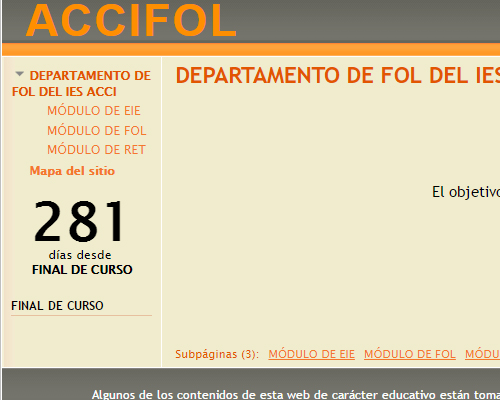 ACCIFOL
DEPARTAMENTO DE
FOL DEL IES ACCI
MÓDULO DE EIE
MÓDULO DE FOL
MÓDULO DE RET
Mapa del sitio
281
días desde
FINAL DE CURSO
FINAL DE CURSO
DEPARTAMENTO DE FOL DEL IES
El objetivo
Subpáginas (3): MÓDULO DE EIE MÓDULO DE FOL MÓDU
Algunos de los contenidos de esta web de carácter educativo están toma